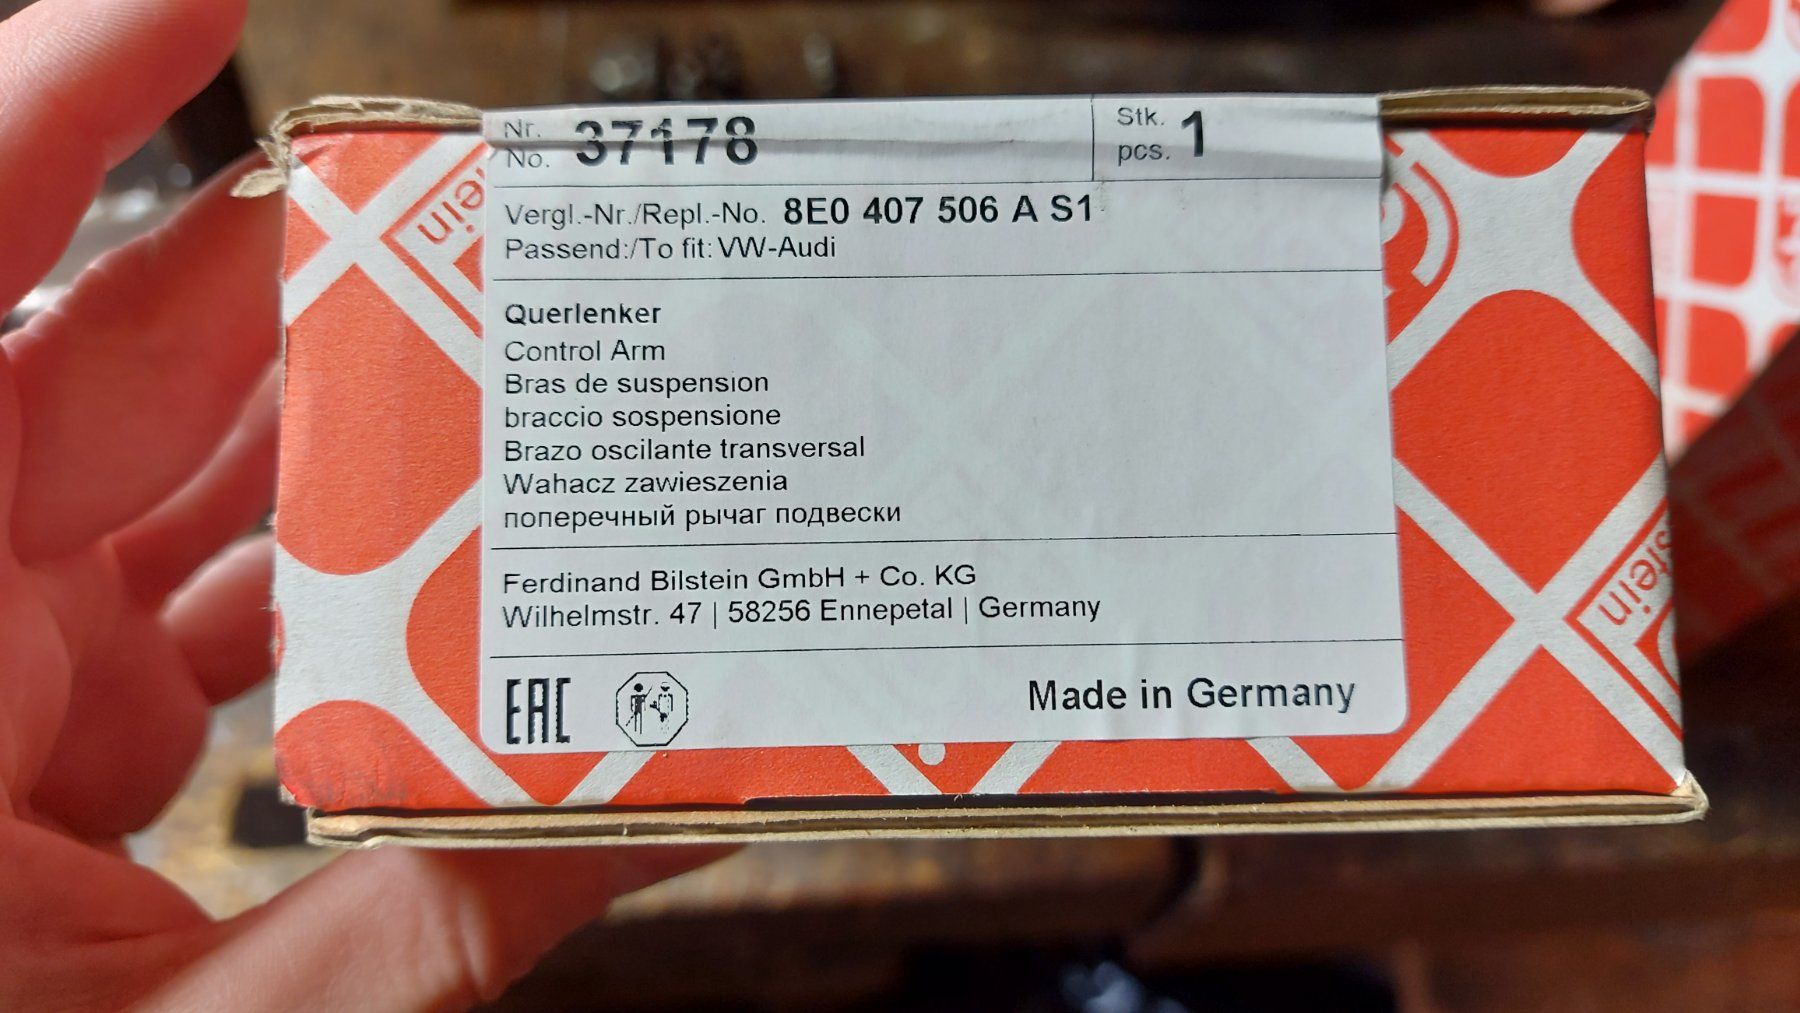 Nr.
No. 37178
Stk.
pcs. 1
Vergl.-Nr./Repl.-No. 8E0 407 506 A S1
Passend:/To fit: VW-Audi
Querlenker
Control Arm
Bras de suspension
braccio sospensione
Brazo oscilante transversal
Wahacz zawieszenia
поперечный рычаг подвески
Ferdinand Bilstein GmbH + Co. KG
Wilhelmstr. 47 | 58256 Ennepetal | Germany
EAC
Made in Germany